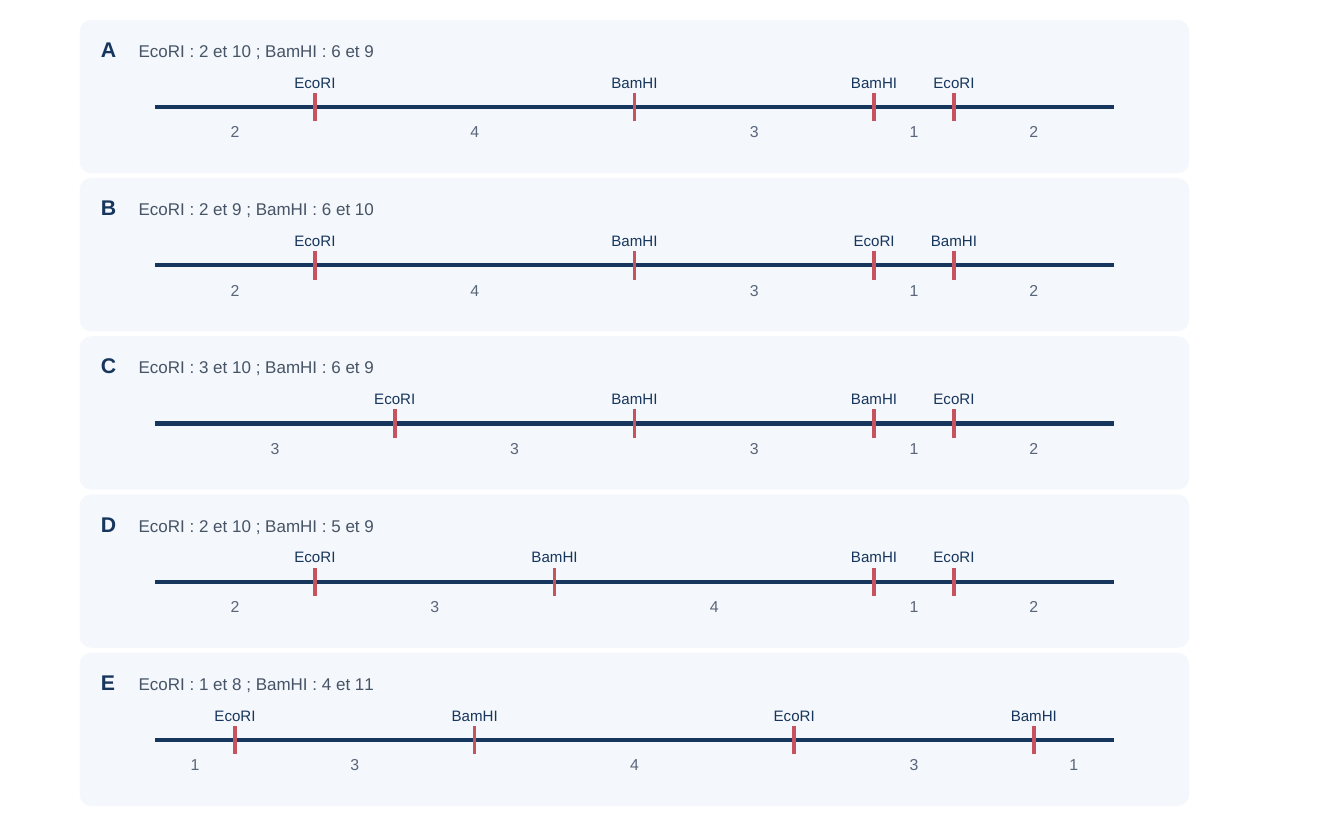 A EcoRI : 2 et 10 ; BamHI : 6 et 9
EcoRI BamHI BamHI EcoRI
2 4 3 1 2
B EcoRI : 2 et 9 ; BamHI : 6 et 10
EcoRI BamHI EcoRI BamHI
2 4 3 1 2
C EcoRI : 3 et 10 ; BamHI : 6 et 9
EcoRI BamHI BamHI EcoRI
3 3 3 1 2
D EcoRI : 2 et 10 ; BamHI : 5 et 9
EcoRI BamHI BamHI EcoRI
2 3 4 1 2
E EcoRI : 1 et 8 ; BamHI : 4 et 11
EcoRI BamHI EcoRI BamHI
1 3 4 3 1